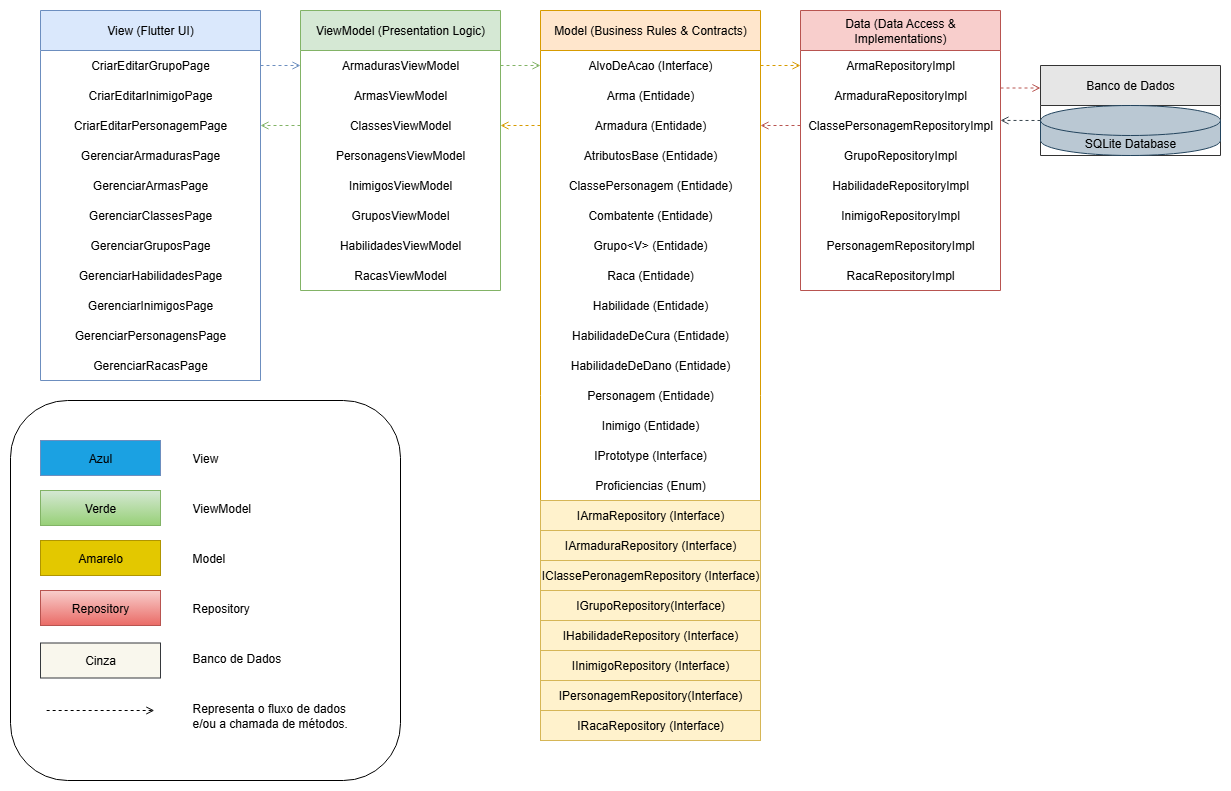 View (Flutter UI)
CriarEditarGrupoPage
CriarEditarInimigoPage
CriarEditarPersonagemPage
GerenciarArmadurasPage
GerenciarArmasPage
GerenciarClassesPage
GerenciarGruposPage
GerenciarHabilidadesPage
GerenciarInimigosPage
GerenciarPersonagensPage
GerenciarRacasPage
ViewModel (Presentation Logic)
ArmadurasViewModel
ArmasViewModel
ClassesViewModel
PersonagensViewModel
InimigosViewModel
GruposViewModel
HabilidadesViewModel
RacasViewModel
Model (Business Rules & Contracts)
AlvoDeAcao (Interface)
Arma (Entidade)
Armadura (Entidade)
AtributosBase (Entidade)
ClassePersonagem (Entidade)
Combatente (Entidade)
Grupo<V> (Entidade)
Raca (Entidade)
Habilidade (Entidade)
HabilidadeDeCura (Entidade)
HabilidadeDeDano (Entidade)
Personagem (Entidade)
Inimigo (Entidade)
IPrototype (Interface)
Proficiencias (Enum)
IArmaRepository (Interface)
IArmaduraRepository (Interface)
IClassePeronagemRepository (Interface)
IGrupoRepository(Interface)
IHabilidadeRepository (Interface)
IInimigoRepository (Interface)
IPersonagemRepository(Interface)
IRacaRepository (Interface)
Data (Data Access &
Implementations)
ArmaRepositoryImpl
ArmaduraRepositoryImpl
ClassePersonagemRepositoryImpl
GrupoRepositoryImpl
HabilidadeRepositoryImpl
InimigoRepositoryImpl
PersonagemRepositoryImpl
RacaRepositoryImpl
Banco de Dados
SQLite Database
Azul
View
Verde
ViewModel
Amarelo
Model
Repository
Repository
Cinza
Banco de Dados
Representa o fluxo de dados
e/ou a chamada de métodos.